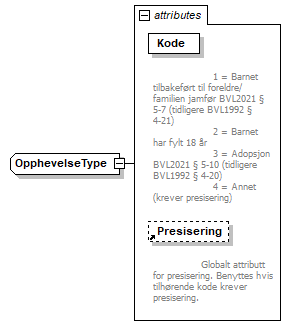 attributes
Kode
1 = Barnet
tilbakeført til foreldre/
familien jamfør BVL2021 §
5-7 (tidligere BVL1992 §
4-21)
2 = Barnet
har fylt 18 år
3 = Adopsjon
BVL2021 § 5-10 (tidligere
BVL1992 § 4-20)
4 = Annet
(krever presisering)
OpphevelseType
Presisering
Globalt attributt
for presisering. Benyttes hvis
tilhørende kode krever
presisering.